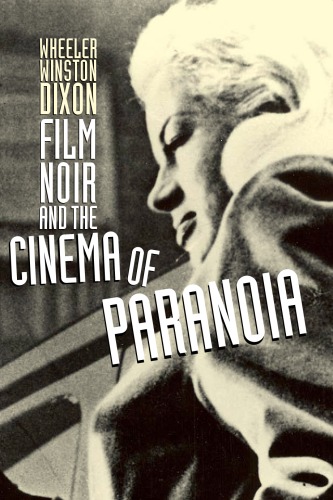 WHEELER
WINSTON
DIXON
FILM
NOIR
AND THE
CINEMA OF
PARANOIA